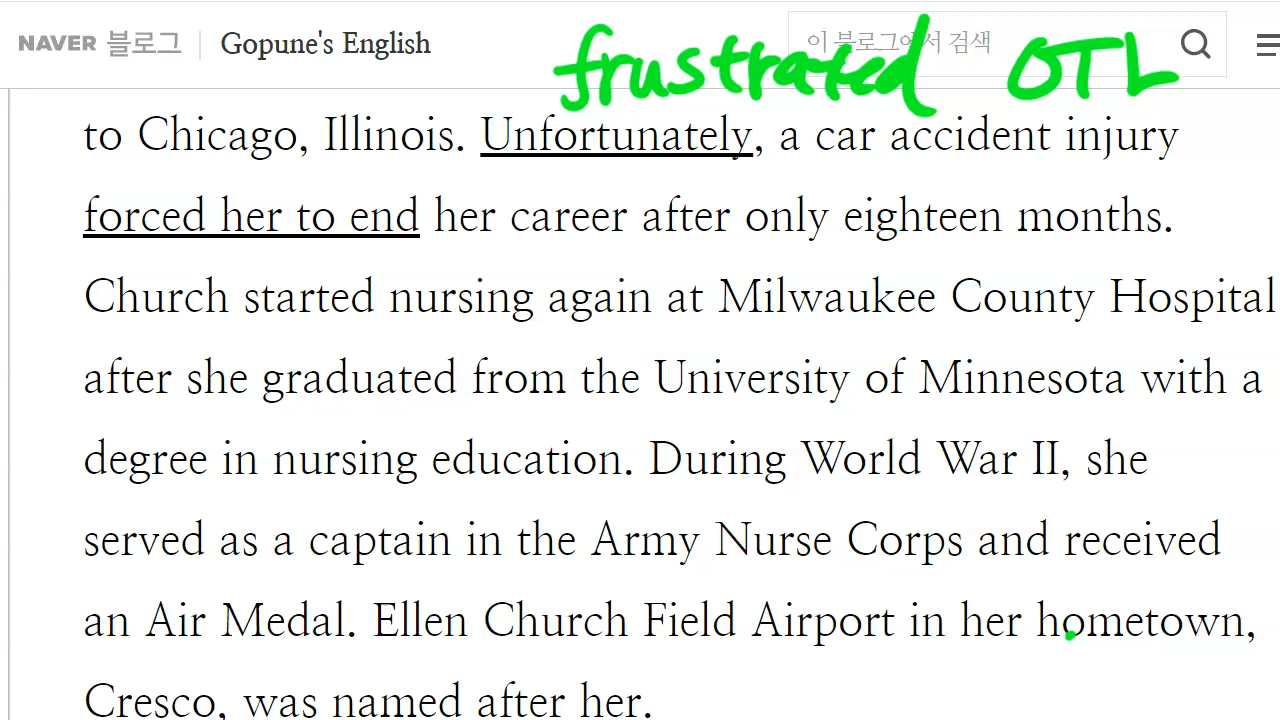 NAVER 블로그 Gopune's English 이 블로그에서 검색
frustrated OTL
to Chicago, Illinois. Unfortunately, a car accident injury
forced her to end her career after only eighteen months.
Church started nursing again at Milwaukee County Hospital
after she graduated from the University of Minnesota with a
degree in nursing education. During World War II, she
served as a captain in the Army Nurse Corps and received
an Air Medal. Ellen Church Field Airport in her hometown,
Cresco, was named after her.